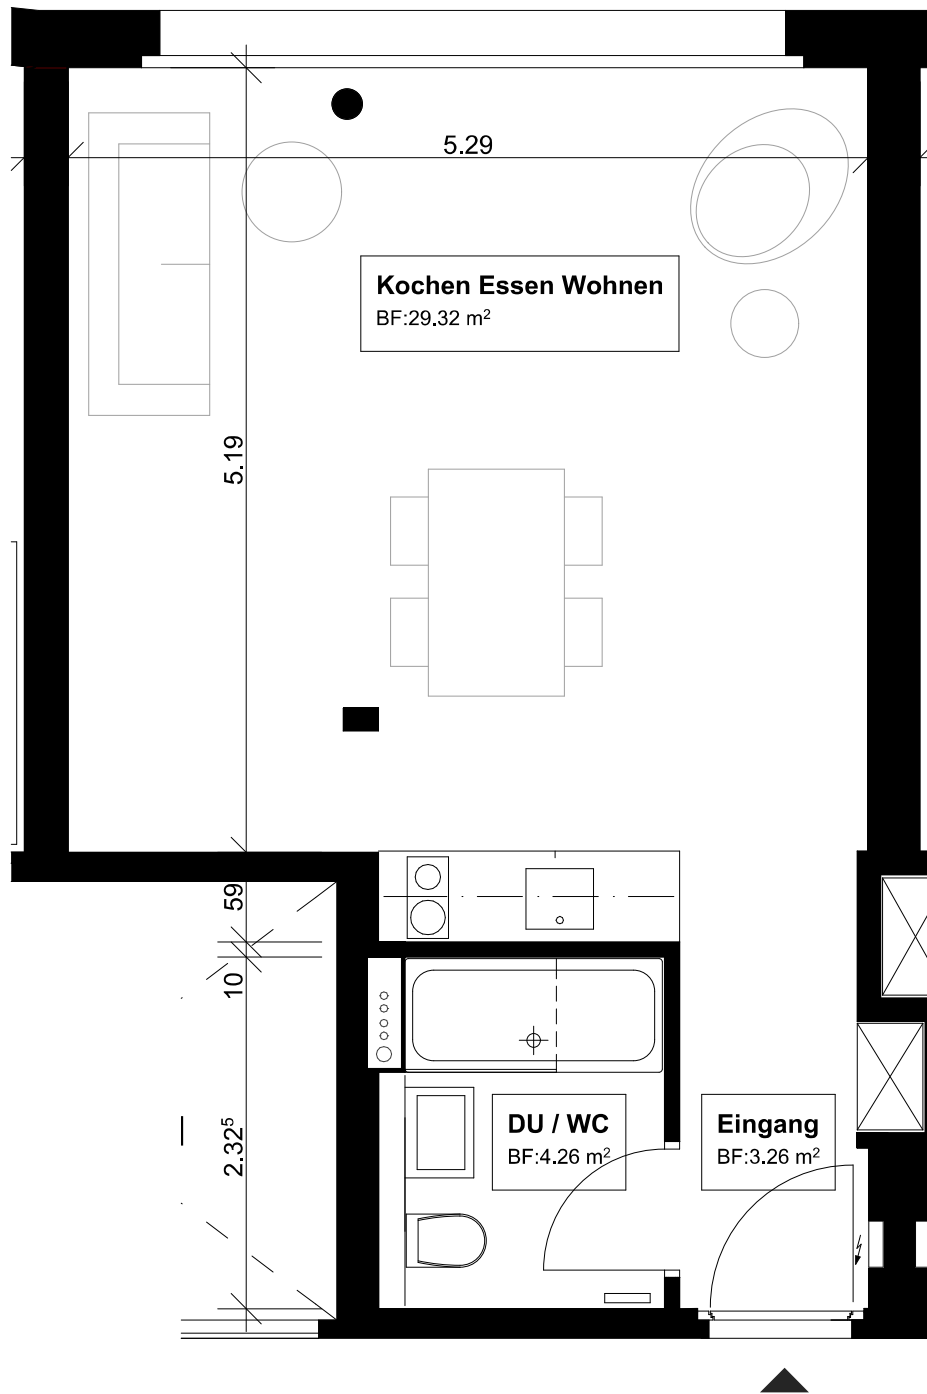 5.29
Kochen Essen Wohnen
BF:29.32 m²
5.19
59
10
2.32⁵
DU / WC
BF:4.26 m²
Eingang
BF:3.26 m²